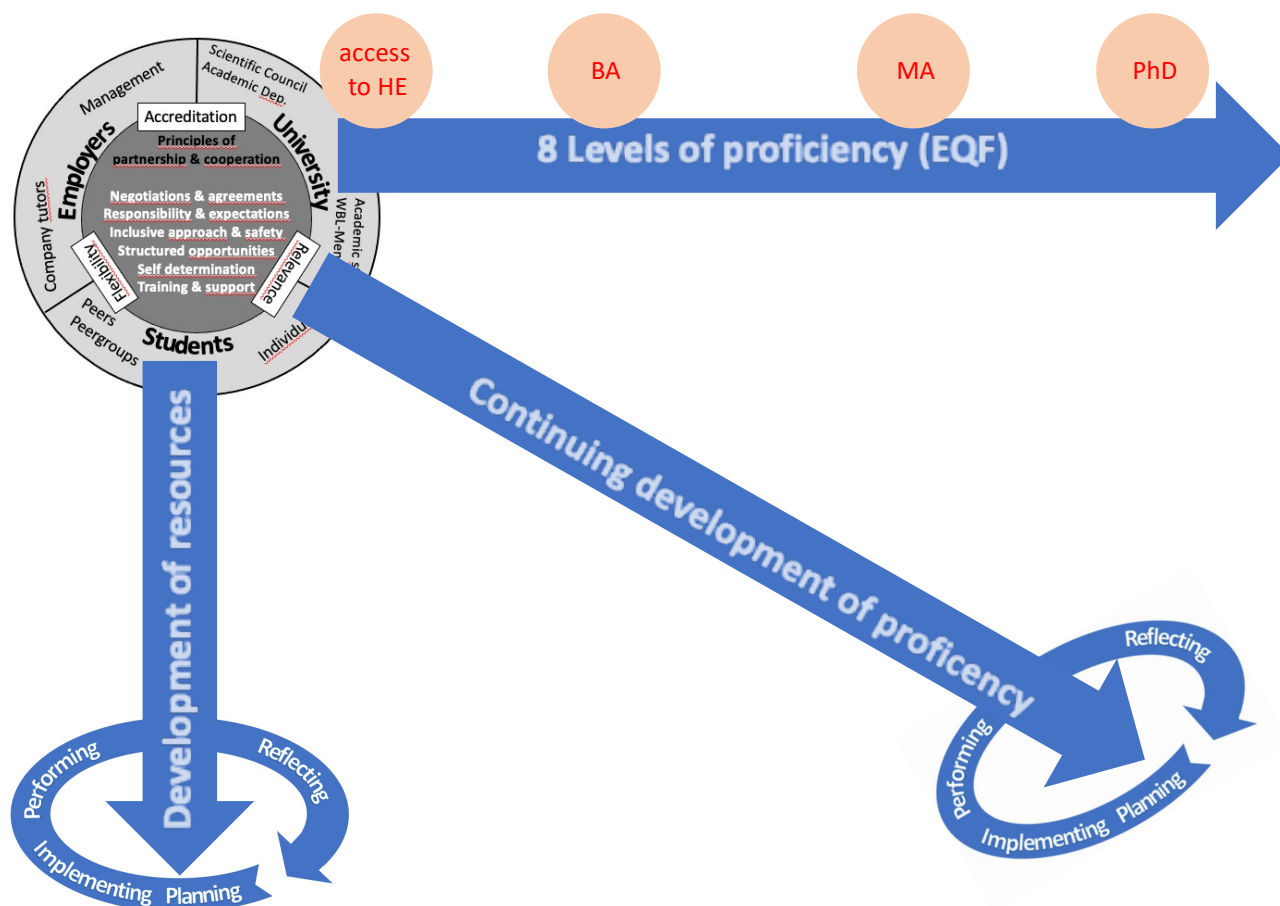 access
to HE
BA
MA
PhD
8 Levels of proficiency (EQF)
Scientific Council
Academic Dep.
Management
Accreditation
Employers
University
Principles of
partnership & cooperation
Negotiations & agreements
Responsibility & expectations
Inclusive approach & safety
Structured opportunities
Self determination
Training & support
Company tutors
Academic
Flexibility
Relevance
Peers
Peergroups
Students
Continuing development of proficency
Development of resources
Performing
Reflecting
Implementing Planning
Performing
Reflecting
Implementing Planning